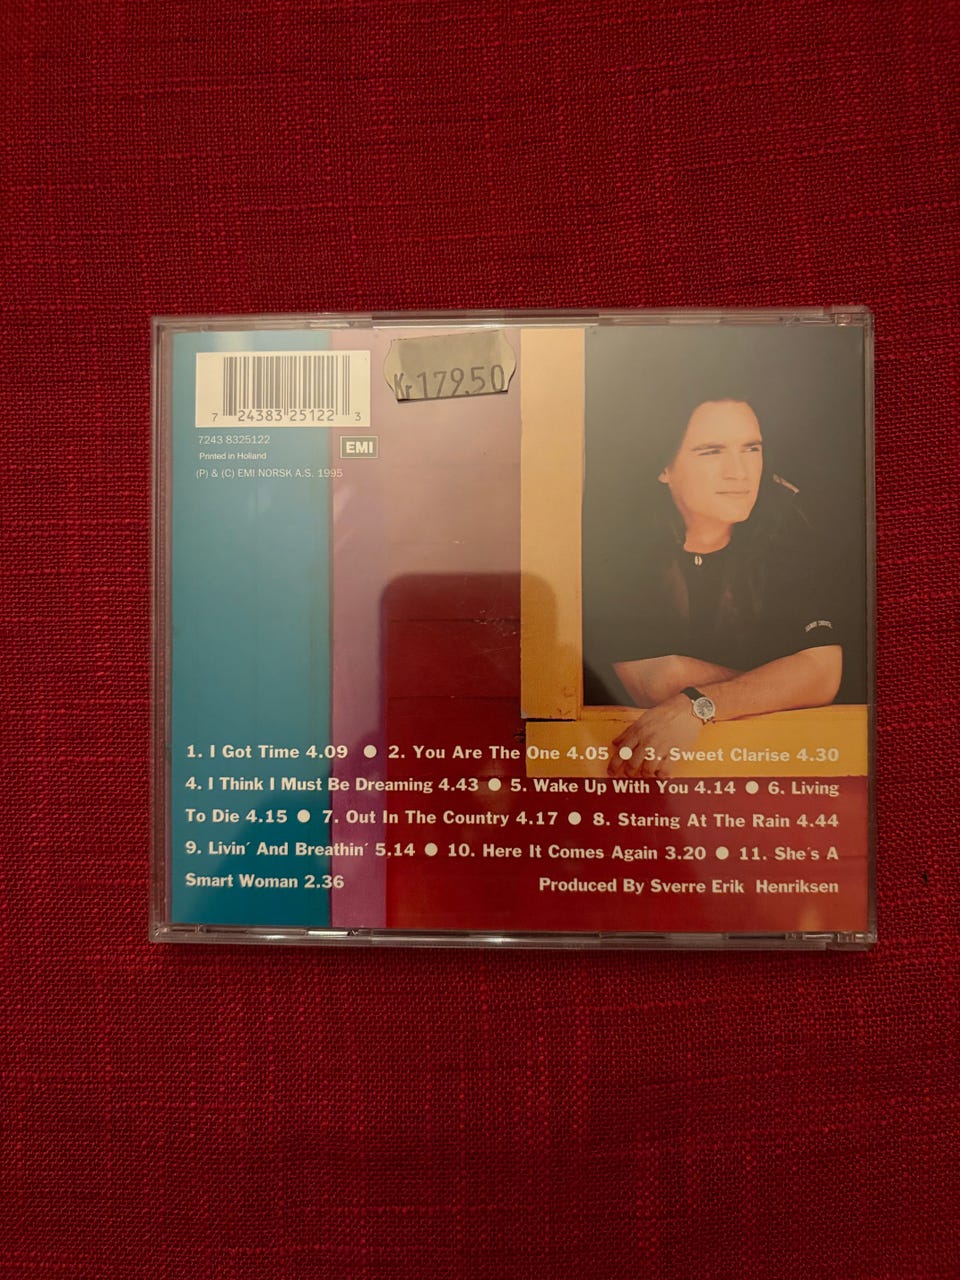 Kr 179.50
7 24383 25122 3
7243 8325122
EMI
Printed in Holland
(P) & (C) EMI NORSK A.S. 1995
1. I Got Time 4.09 ● 2. You Are The One 4.05 ● 3. Sweet Clarise 4.30
4. I Think I Must Be Dreaming 4.43 ● 5. Wake Up With You 4.14 ● 6. Living
To Die 4.15 ● 7. Out In The Country 4.17 ● 8. Staring At The Rain 4.44
9. Livin´ And Breathin´ 5.14 ● 10. Here It Comes Again 3.20 ● 11. She´s A
Smart Woman 2.36 Produced By Sverre Erik Henriksen